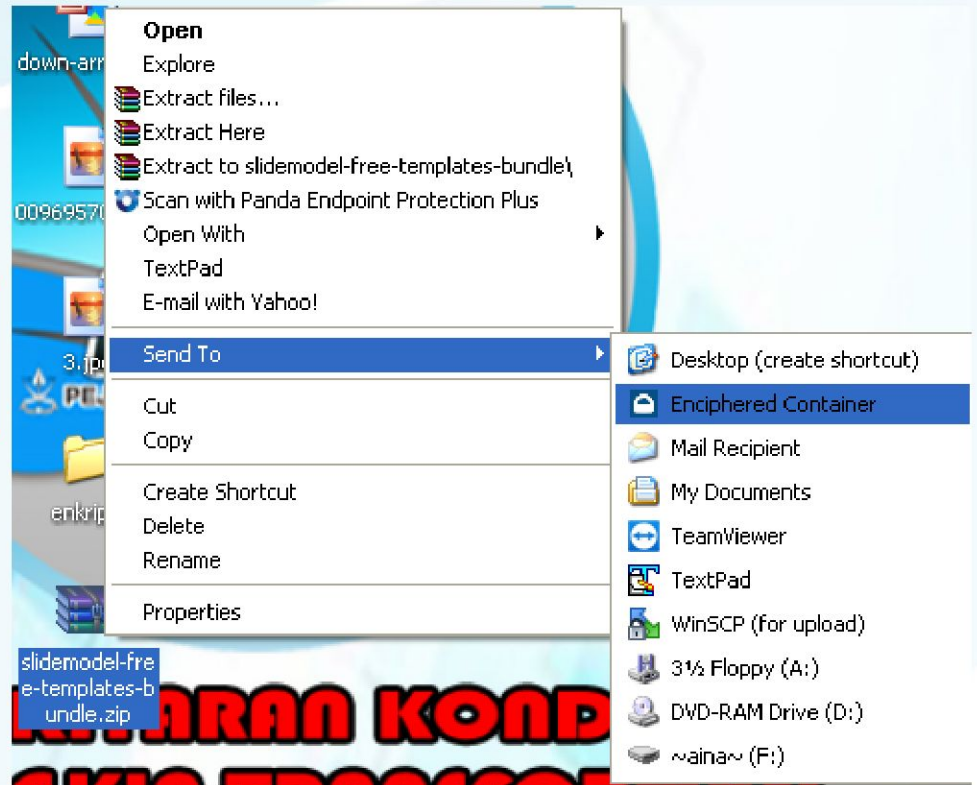 down-arr
00969570
3.jp
PEJ
enkrip
slidemodel-fre
e-templates-b
undle.zip
Open
Explore
Extract files...
Extract Here
Extract to slidemodel-free-templates-bundle\
Scan with Panda Endpoint Protection Plus
Open With
TextPad
E-mail with Yahoo!
Send To
Cut
Copy
Create Shortcut
Delete
Rename
Properties
Desktop (create shortcut)
Enciphered Container
Mail Recipient
My Documents
TeamViewer
TextPad
WinSCP (for upload)
3½ Floppy (A:)
DVD-RAM Drive (D:)
~aina~ (F:)